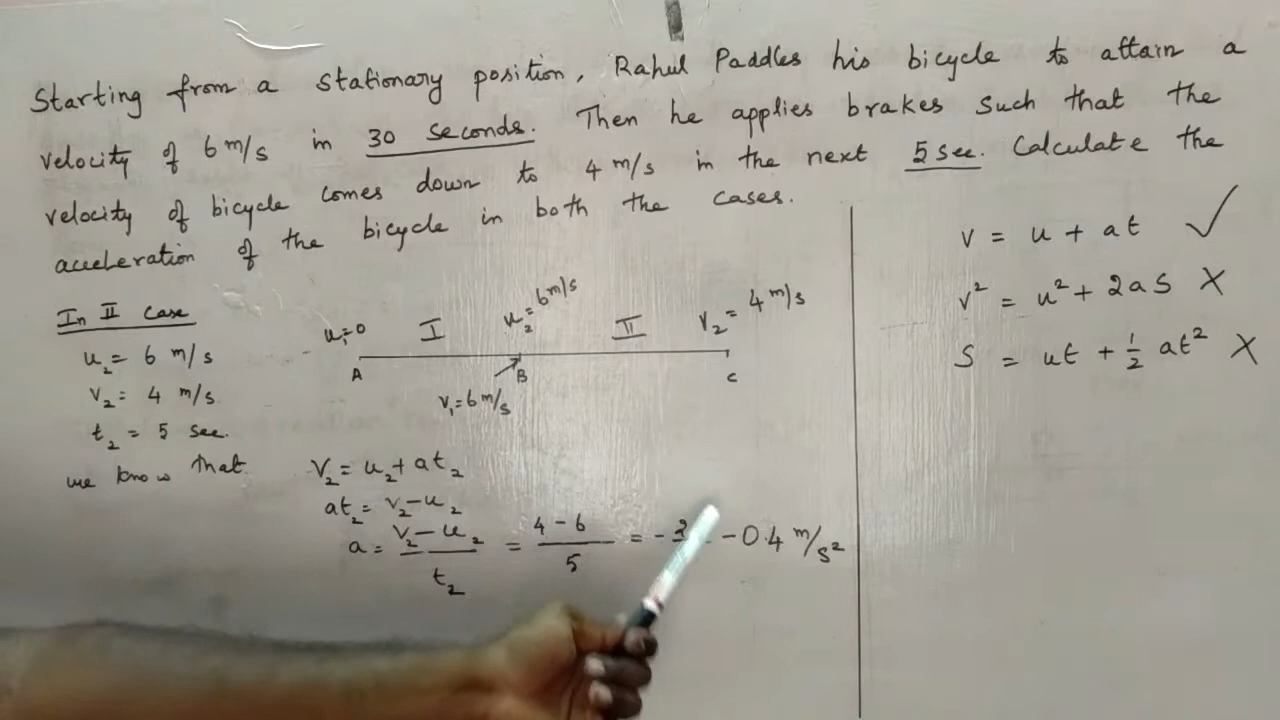 Starting from a stationary position, Rahul Paddles his bicycle to attain a
velocity of 6 m/s in 30 seconds. Then he applies brakes such that the
velocity of bicycle comes down to 4 m/s in the next 5 sec. Calculate the
acceleration of the bicycle in both the cases.
In II case
u₂ = 6 m/s
v₂ = 4 m/s
t₂ = 5 sec.
we know that
u₁=0 I u₂=6m/s II v₂=4m/s
A B C
v₁=6m/s
v₂ = u₂+at₂
at₂= v₂-u₂
a = v₂-u₂/t₂ = 4-6/5 = -2 -0.4 m/s²
v = u + at ✓
v² = u² + 2as X
s = ut + 1/2 at² X